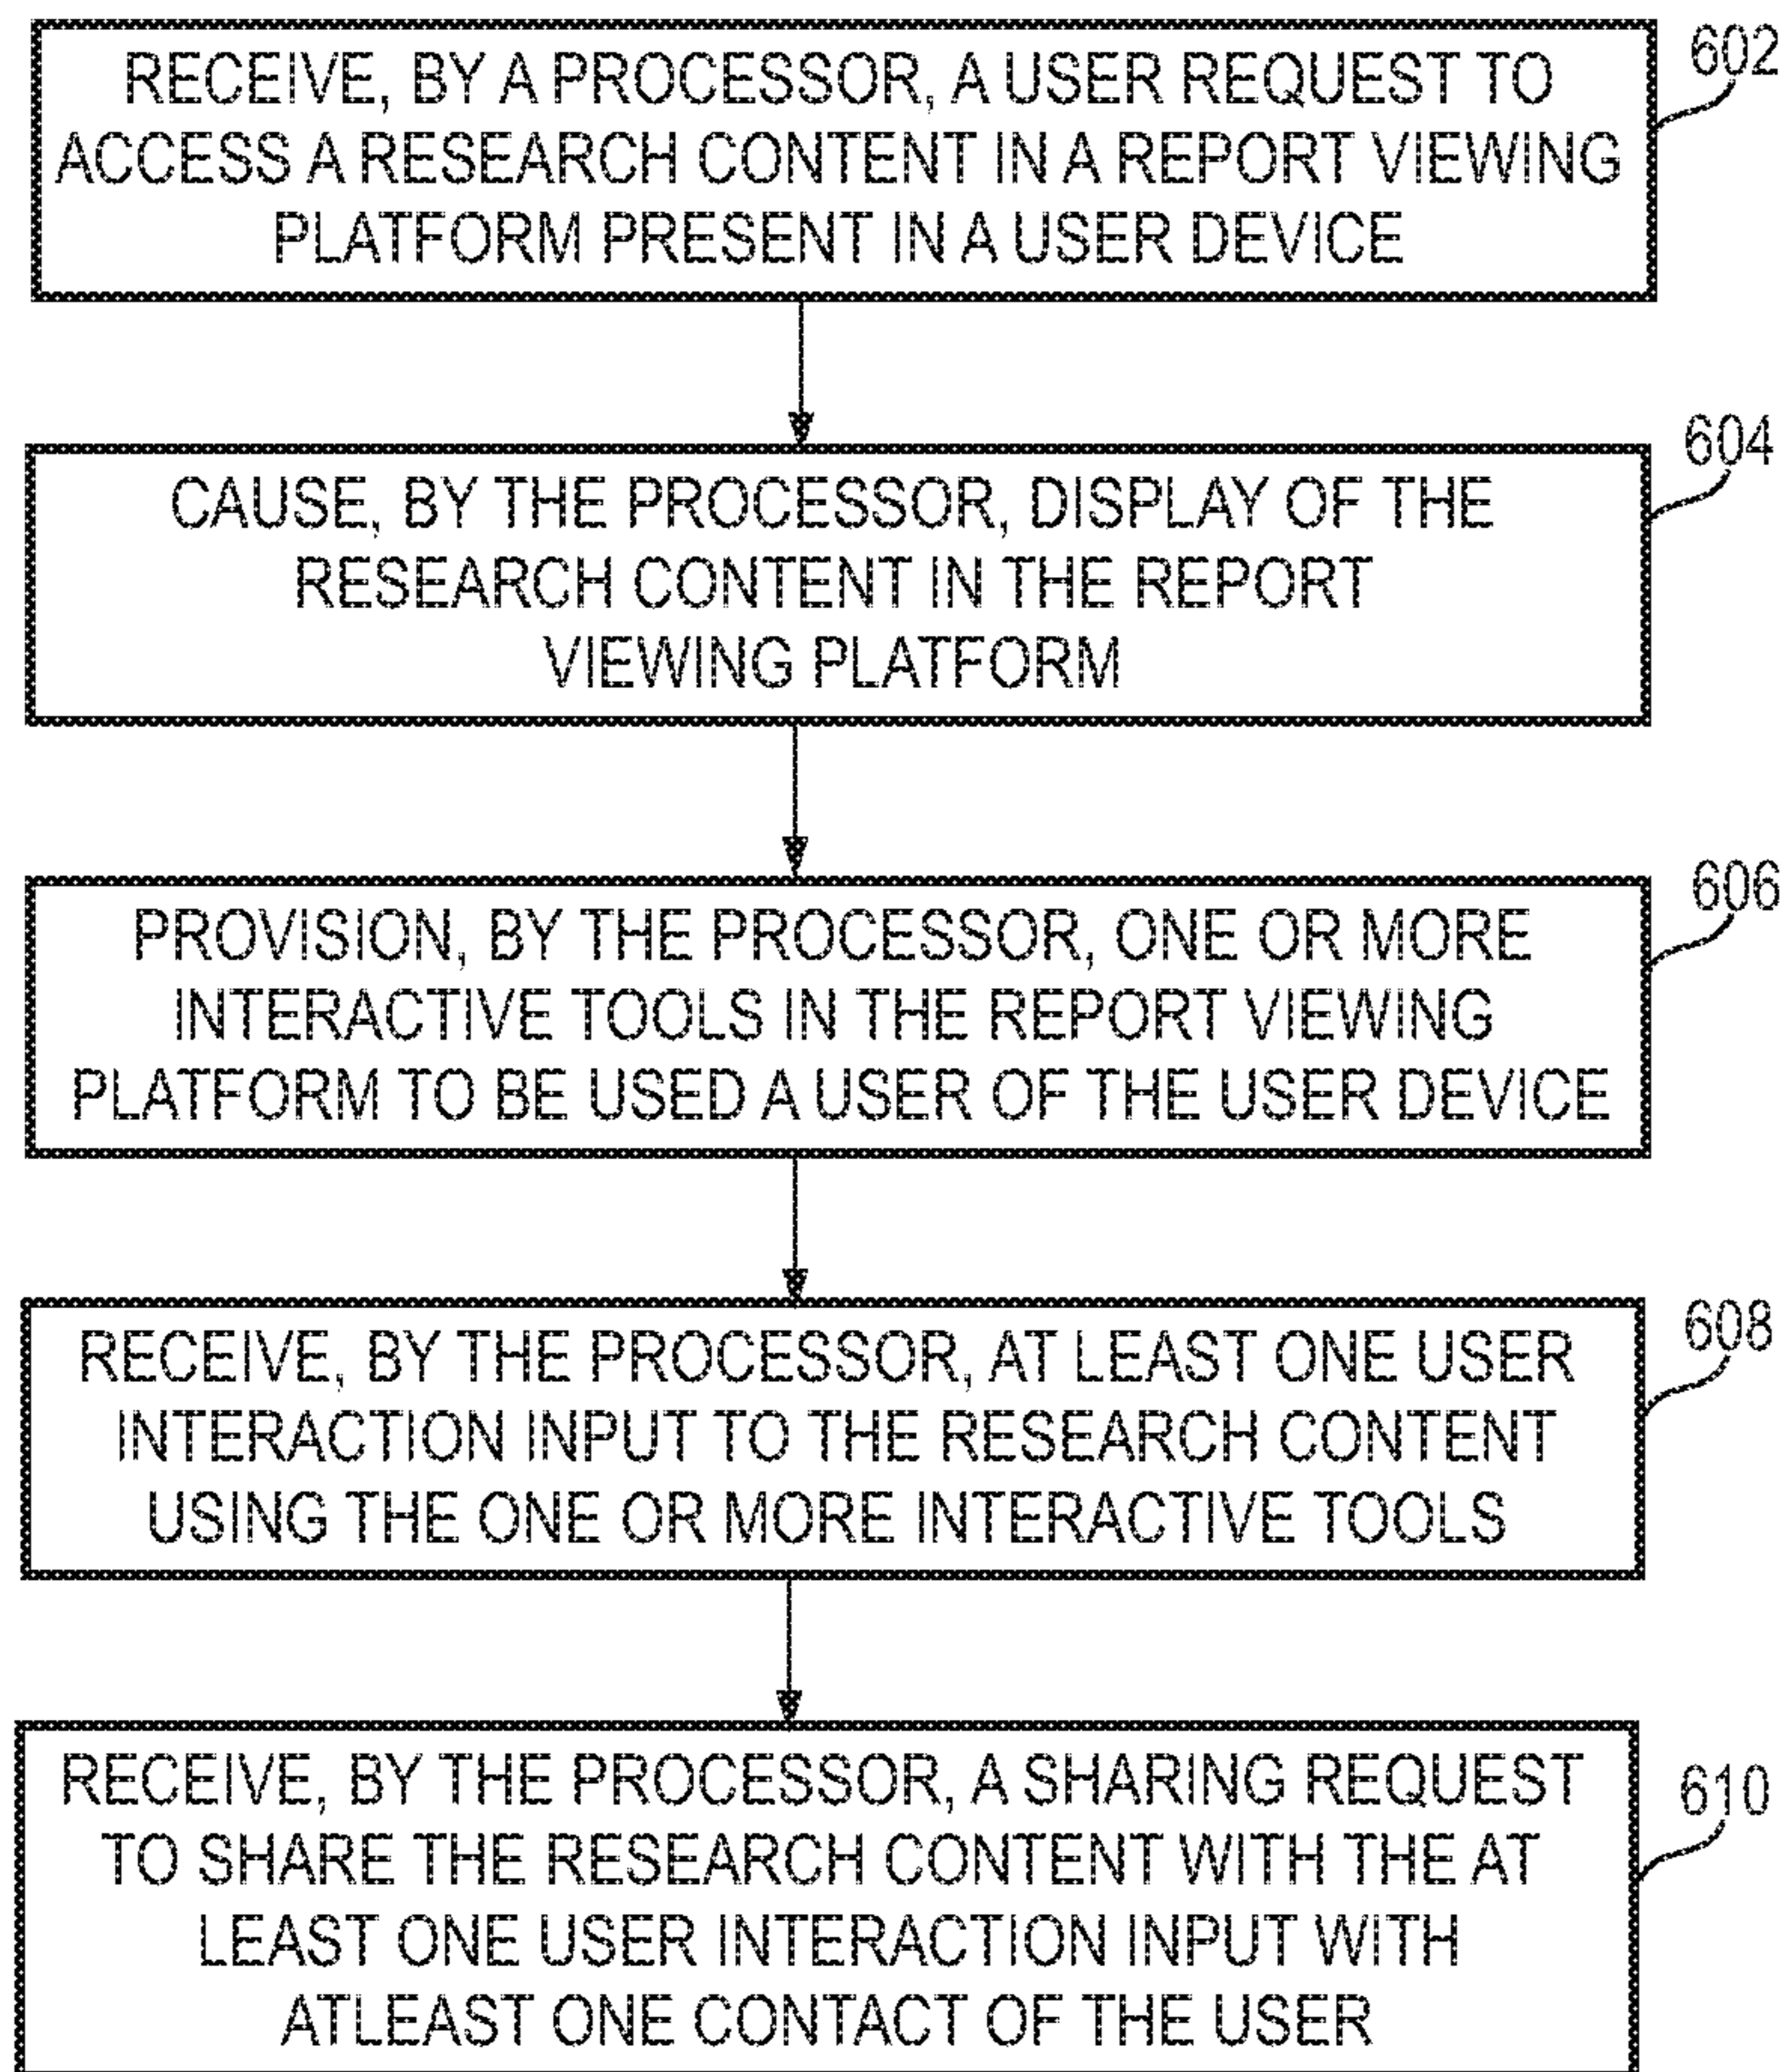 RECEIVE, BY A PROCESSOR, A USER REQUEST TO
ACCESS A RESEARCH CONTENT IN A REPORT VIEWING
PLATFORM PRESENT IN A USER DEVICE
602
CAUSE, BY THE PROCESSOR, DISPLAY OF THE
RESEARCH CONTENT IN THE REPORT
VIEWING PLATFORM
604
PROVISION, BY THE PROCESSOR, ONE OR MORE
INTERACTIVE TOOLS IN THE REPORT VIEWING
PLATFORM TO BE USED A USER OF THE USER DEVICE
606
RECEIVE, BY THE PROCESSOR, AT LEAST ONE USER
INTERACTION INPUT TO THE RESEARCH CONTENT
USING THE ONE OR MORE INTERACTIVE TOOLS
608
RECEIVE, BY THE PROCESSOR, A SHARING REQUEST
TO SHARE THE RESEARCH CONTENT WITH THE AT
LEAST ONE USER INTERACTION INPUT WITH
ATLEAST ONE CONTACT OF THE USER
610